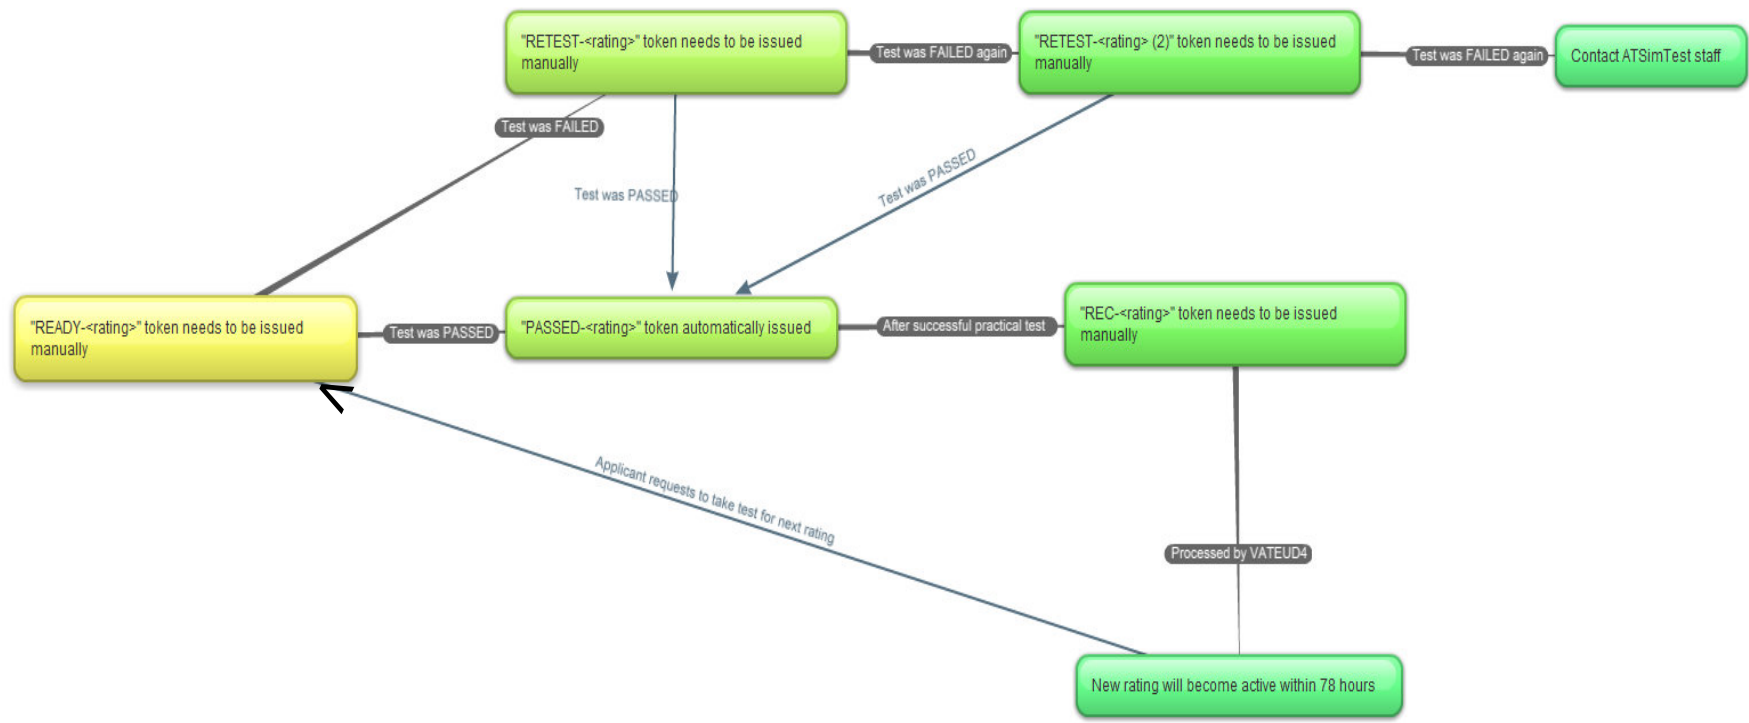 "RETEST-<rating>" token needs to be issued
manually
Test was FAILED again
"RETEST-<rating> (2)" token needs to be issued
manually
Test was FAILED again
Contact ATSimTest staff
Test was FAILED
Test was PASSED
Test was PASSED
"READY-<rating>" token needs to be issued
manually
Test was PASSED
"PASSED-<rating>" token automatically issued
After successful practical test
"REC-<rating>" token needs to be issued
manually
Applicant requests to take test for next rating
Processed by VATEUD4
New rating will become active within 78 hours